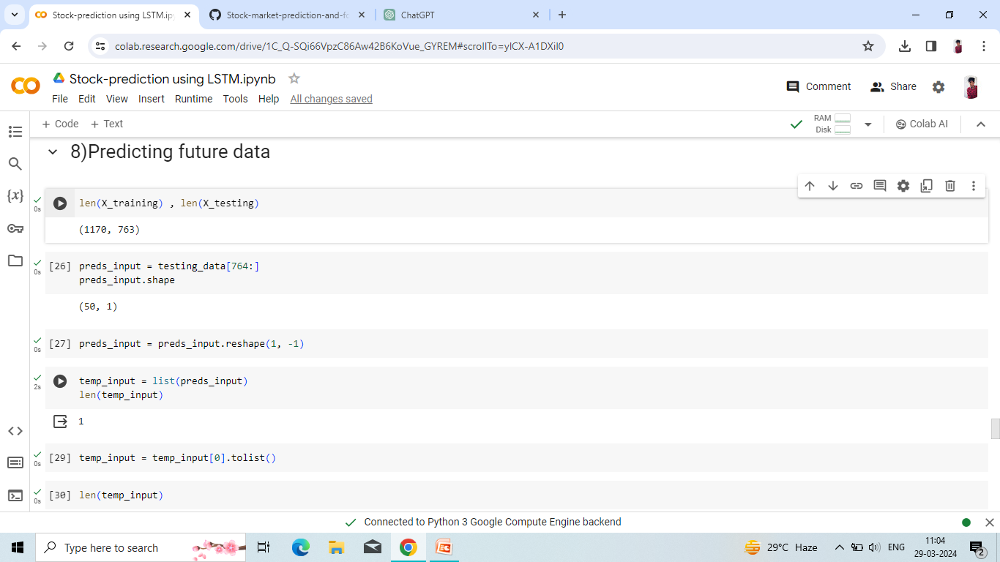 Stock-prediction using LSTM.ip
Stock-market-prediction-and-fo
ChatGPT
colab.research.google.com/drive/1C_Q-SQi66VpzC86Aw42B6KoVue_GYREM#scrollTo=yICX-A1DXiI0
Stock-prediction using LSTM.ipynb
File Edit View Insert Runtime Tools Help All changes saved
Comment
Share
+ Code + Text
RAM
Disk
Colab AI
8)Predicting future data
0s
len(X_training) , len(X_testing)
(1170, 763)
[26] preds_input = testing_data[764:]
0s
preds_input.shape
(50, 1)
[27] preds_input = preds_input.reshape(1, -1)
0s
temp_input = list(preds_input)
2s
len(temp_input)
1
[29] temp_input = temp_input[0].tolist()
0s
[30] len(temp_input)
0s
{x}
Connected to Python 3 Google Compute Engine backend
Type here to search
29°C Haze
ENG
11:04
29-03-2024
2